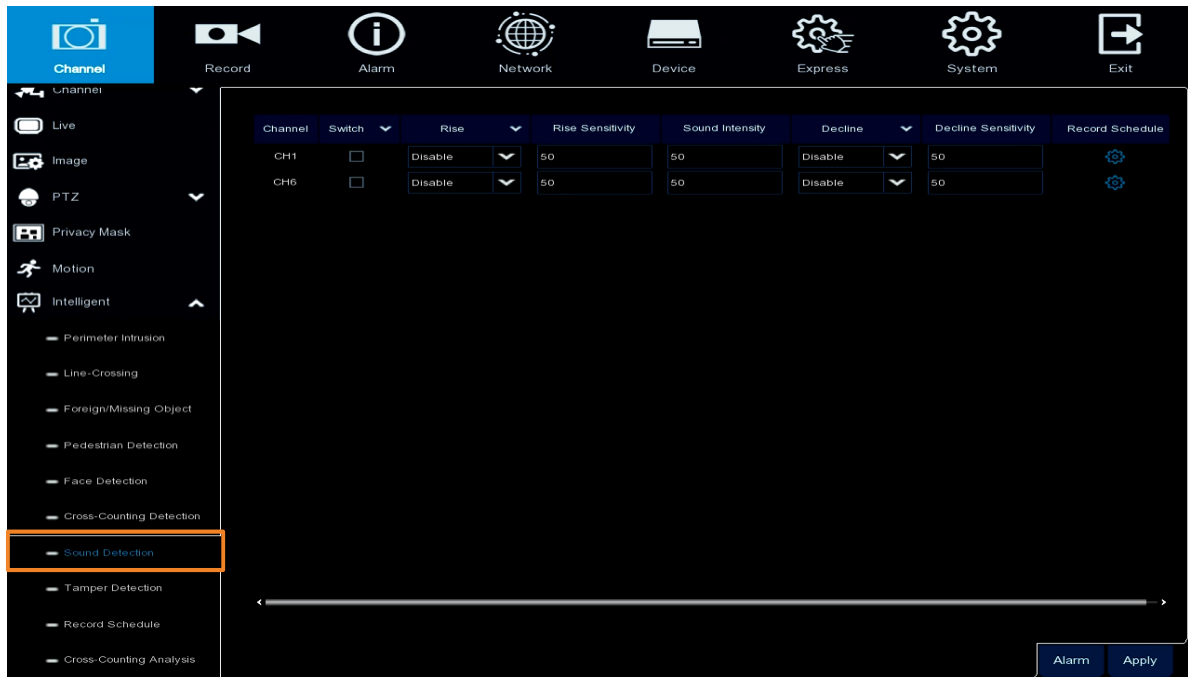 Channel Record Alarm Network Device Express System Exit
Channel
Live
Image
PTZ
Privacy Mask
Motion
Intelligent
Perimeter Intrusion
Line-Crossing
Foreign/Missing Object
Pedestrian Detection
Face Detection
Cross-Counting Detection
Sound Detection
Tamper Detection
Record Schedule
Cross-Counting Analysis
Channel Switch Rise Rise Sensitivity Sound Intensity Decline Decline Sensitivity Record Schedule
CH1 Disable 50 50 Disable 50
CH6 Disable 50 50 Disable 50
Alarm Apply